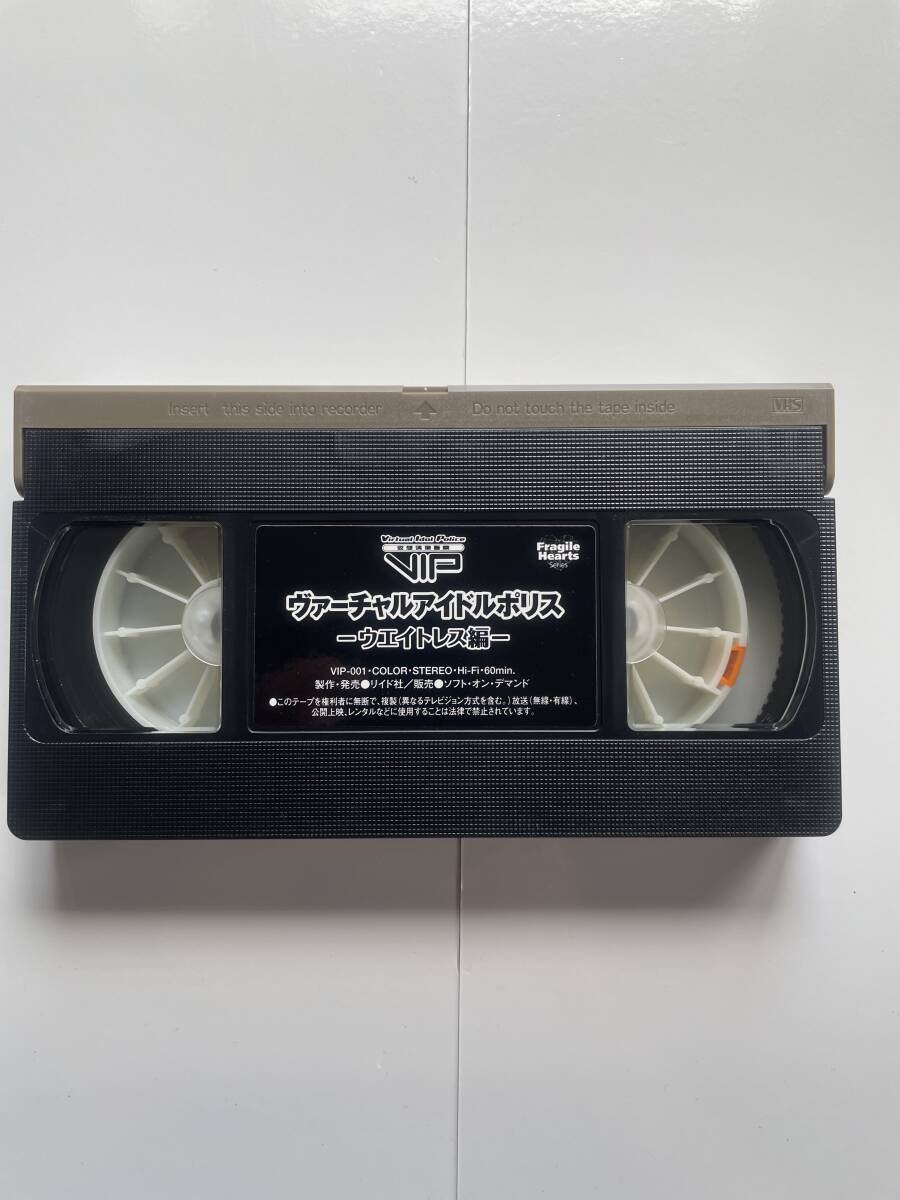 Insert this side into recorder Do not touch the tape inside VHS
Virtual Idol Police
VIP
Fragile
Hearts
Series
ヴァーチャルアイドルポリス
ーウエイトレス編ー
VIP-001・COLOR・STEREO・Hi-Fi・60min.
製作・発売●リイド社／販売●ソフト・オン・デマンド
●このテープを権利者に無断で、複製(異なるテレビジョン方式を含む。)放送(無線・有線)、
公開上映、レンタルなどに使用することは法律で禁止されています。